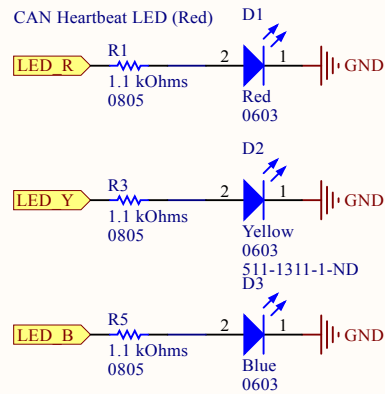 CAN Heartbeat LED (Red)
D1
R1
2
1
LED_R
GND
1.1 kOhms
0805
Red
0603
D2
R3
2
1
LED_Y
GND
1.1 kOhms
0805
Yellow
0603
511-1311-1-ND
D3
R5
2
1
LED_B
GND
1.1 kOhms
0805
Blue
0603